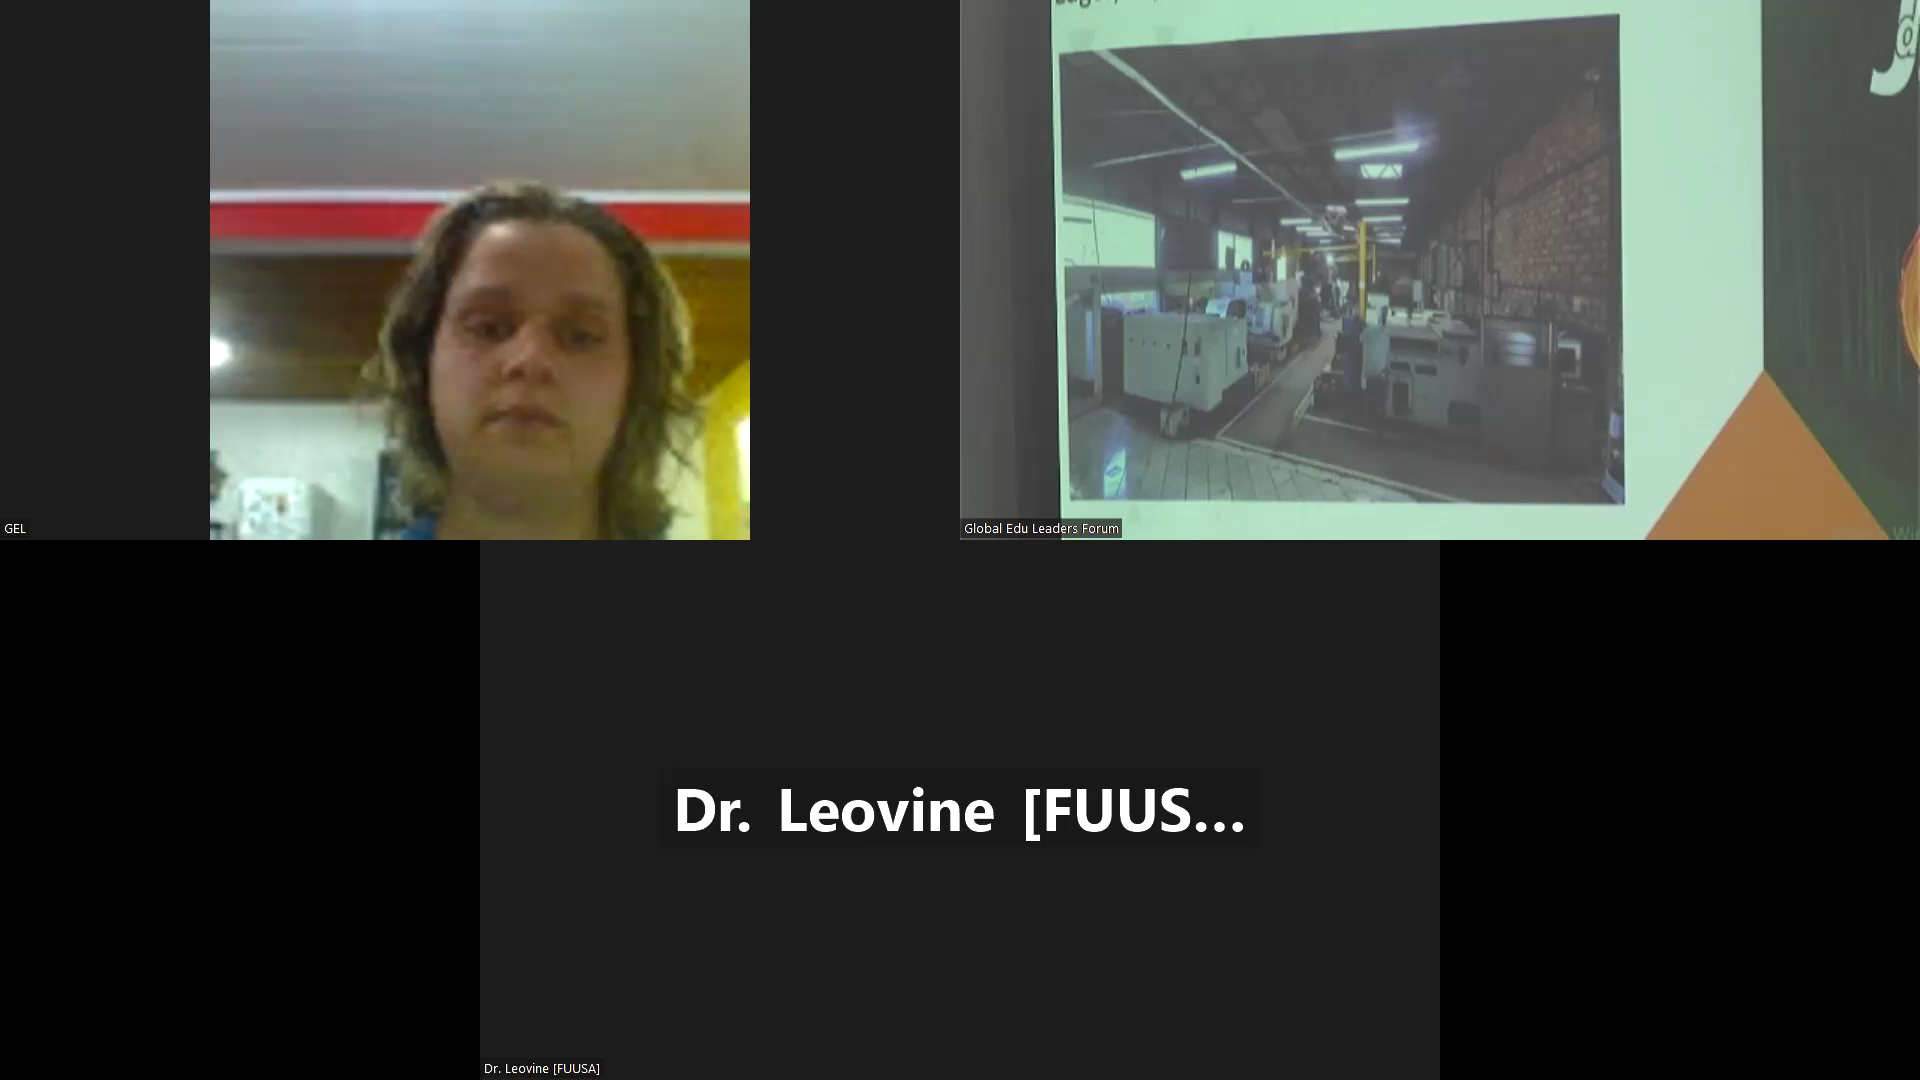 GEL
Global Edu Leaders Forum
Dr. Leovine [FUUS...
Dr. Leovine [FUUSA]